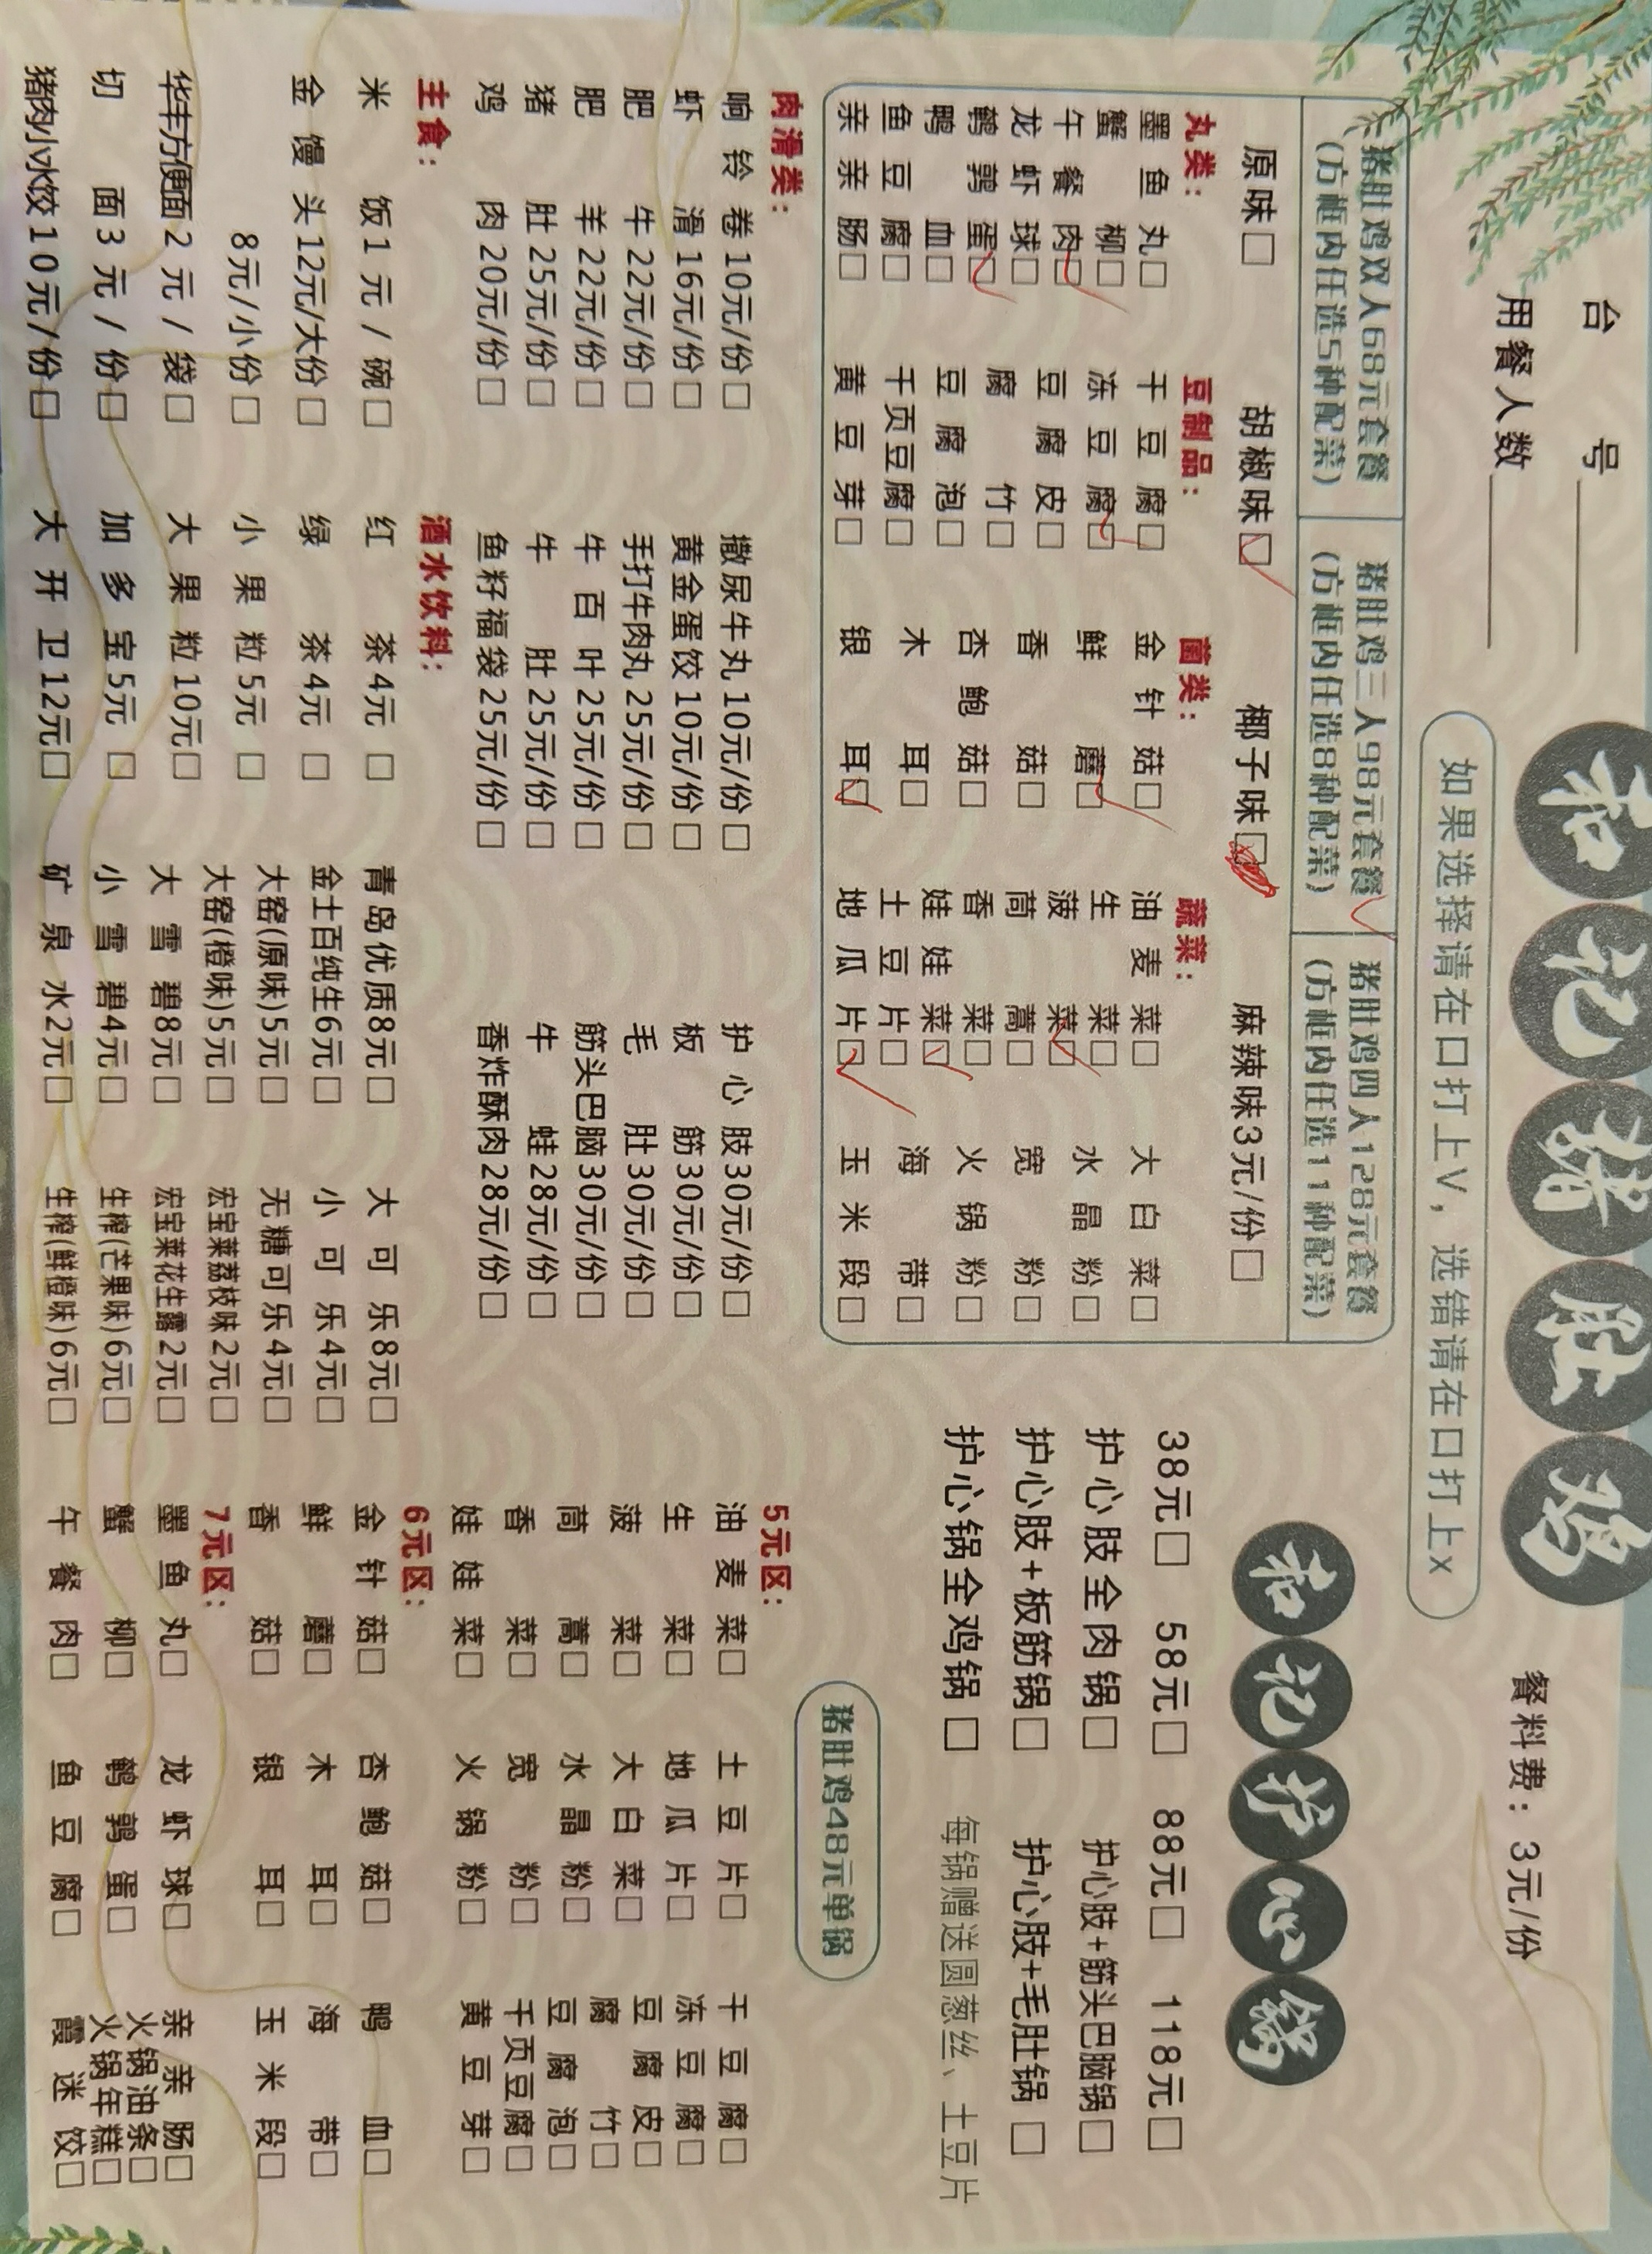 和记猪肚鸡
台 号
用餐人数
餐料费：3元/份
如果选择请在口打上V，选错请在口打上x
猪肚鸡双人68元套餐
(方框内任选5种配菜)
猪肚鸡三人98元套餐✓
(方框内任选8种配菜)
猪肚鸡四人128元套餐
(方框内任选11种配菜)
原味□ 胡椒味☑ 椰子味□ 麻辣味3元/份□
丸类：
墨鱼丸□
蟹柳□
午餐肉☑
龙虾球□
鹌鹑蛋☑
鸭血□
鱼豆腐□
亲亲肠□
豆制品：
干豆腐□
冻豆腐☑
豆腐皮□
腐竹□
豆腐泡□
千页豆腐□
黄豆芽□
菌类：
金针菇□
鲜蘑☑
香菇□
杏鲍菇□
木耳□
银耳☑
蔬菜：
油麦菜□
生菜□
菠菜☑
茼蒿□
香菜□
娃娃菜☑
土豆片□
地瓜片☑
大白菜□
水晶粉□
宽粉□
火锅粉□
海带□
玉米段□
和记护心锅
38元□ 58元□ 88元□ 118元□
护心肢全肉锅□ 护心肢+筋头巴脑锅□
护心肢+板筋锅□ 护心肢+毛肚锅□
护心锅全鸡锅□ 每锅赠送圆葱丝、土豆片
肉滑类：
响铃卷10元/份□
虾滑16元/份□
肥牛22元/份□
肥羊22元/份□
猪肚25元/份□
鸡肉20元/份□
撒尿牛丸10元/份□
黄金蛋饺10元/份□
手打牛肉丸25元/份□
牛百叶25元/份□
牛肚25元/份□
鱼籽福袋25元/份□
护心肢30元/份□
板筋30元/份□
毛肚30元/份□
筋头巴脑30元/份□
牛蛙28元/份□
香炸酥肉28元/份□
主食：
米饭1元/碗□
金馒头12元/大份□
8元/小份□
华丰方便面2元/袋□
切面3元/份□
猪肉小水饺10元/份□
酒水饮料：
红茶4元□
绿茶4元□
小果粒5元□
大果粒10元□
加多宝5元□
大开卫12元□
青岛优质8元□
金士百纯生6元□
大窑(原味)5元□
大窑(橙味)5元□
大雪碧8元□
小雪碧4元□
矿泉水2元□
大可乐8元□
小可乐4元□
无糖可乐4元□
宏宝莱荔枝味2元□
宏宝莱花生露2元□
生榨(芒果味)6元□
生榨(鲜橙味)6元□
猪肚鸡48元单锅
5元区：
油麦菜□ 土豆片□ 干豆腐□
生菜□ 地瓜片□ 冻豆腐□
菠菜□ 大白菜□ 豆腐皮□
茼蒿□ 水晶粉□ 腐竹□
香菜□ 宽粉□ 豆腐泡□
娃娃菜□ 火锅粉□ 千页豆腐□
黄豆芽□
6元区：
金针菇□ 杏鲍菇□ 鸭血□
鲜蘑□ 木耳□ 海带□
香菇□ 银耳□ 玉米段□
7元区：
墨鱼丸□ 龙虾球□ 亲亲肠□
蟹柳□ 鹌鹑蛋□ 火锅油条□
午餐肉□ 鱼豆腐□ 火锅年糕□
霞迷饺□